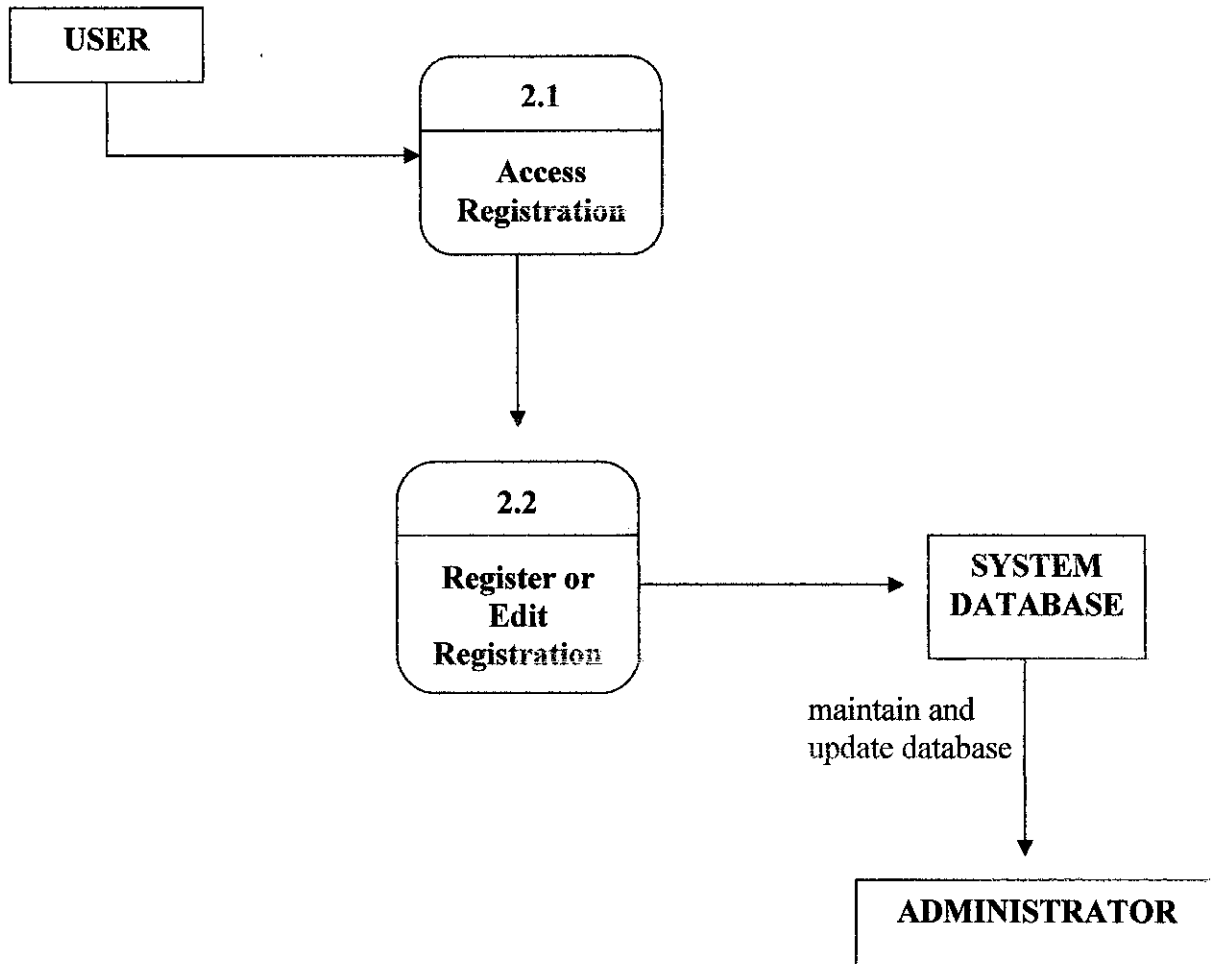 USER
2.1
Access
Registration
2.2
Register or
Edit
Registration
SYSTEM
DATABASE
maintain and
update database
ADMINISTRATOR